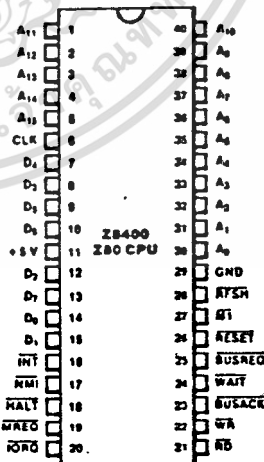 A11 1 40 A10
A12 2 39 A9
A13 3 38 A8
A14 4 37 A7
A15 5 36 A6
CLK 6 35 A5
D4 7 34 A4
D3 8 33 A3
D5 9 32 A2
D6 10 31 A1
+5V 11 30 A0
Z8400
Z80 CPU
D2 12 29 GND
D7 13 28 RFSH
D0 14 27 M1
D1 15 26 RESET
INT 16 25 BUSREQ
NMI 17 24 WAIT
HALT 18 23 BUSACK
MREQ 19 22 WR
IORQ 20 21 RD